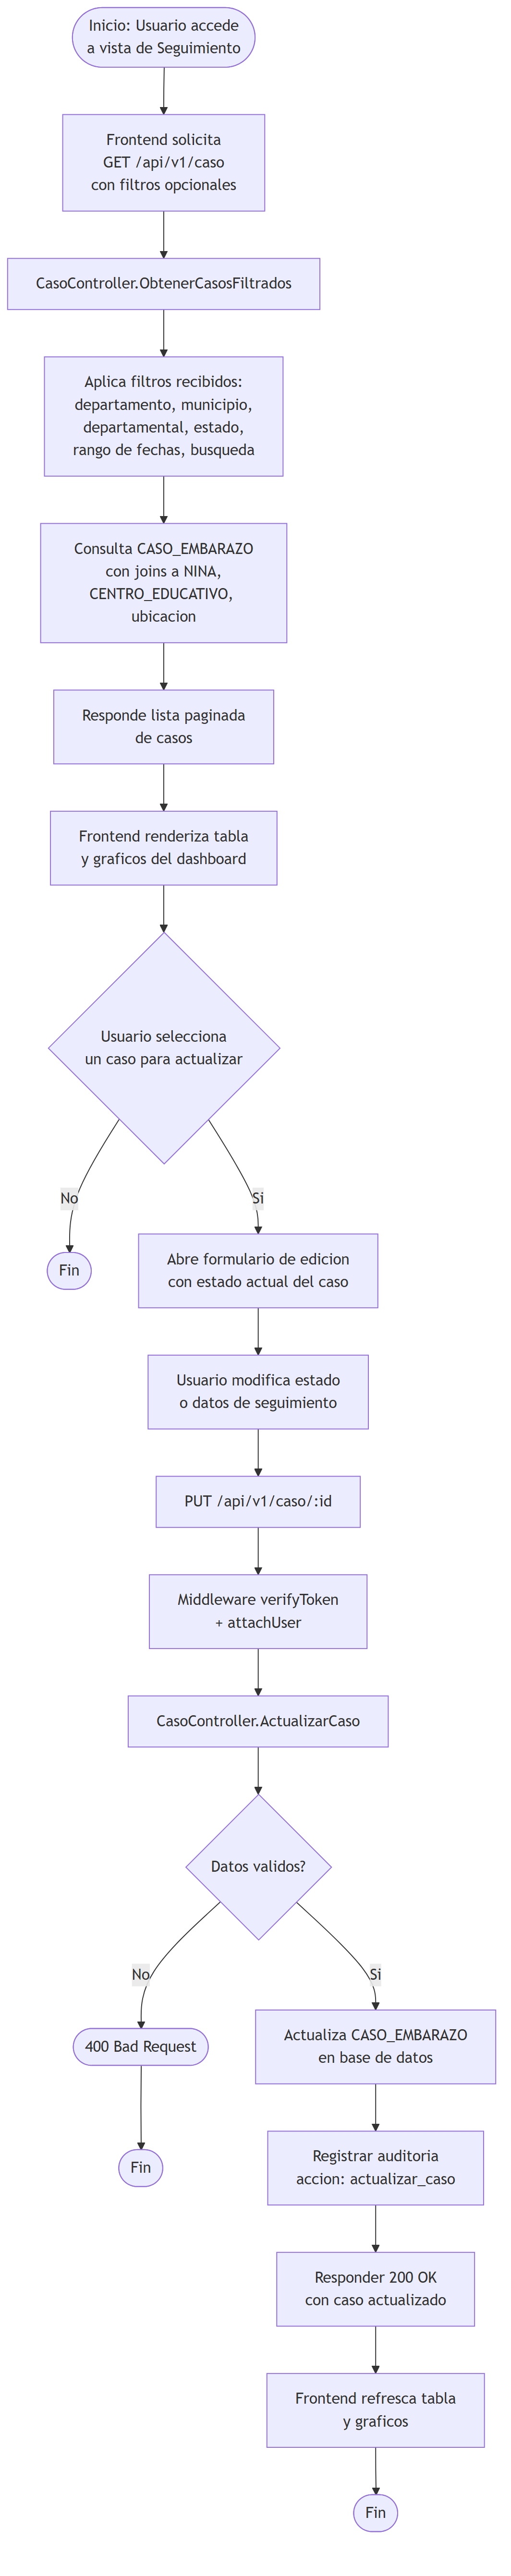 Inicio: Usuario accede
a vista de Seguimiento
Frontend solicita
GET /api/v1/caso
con filtros opcionales
CasoController.ObtenerCasosFiltrados
Aplica filtros recibidos:
departamento, municipio,
departamental, estado,
rango de fechas, busqueda
Consulta CASO_EMBARAZO
con joins a NINA,
CENTRO_EDUCATIVO,
ubicacion
Responde lista paginada
de casos
Frontend renderiza tabla
y graficos del dashboard
Usuario selecciona
un caso para actualizar
No
Si
Fin
Abre formulario de edicion
con estado actual del caso
Usuario modifica estado
o datos de seguimiento
PUT /api/v1/caso/:id
Middleware verifyToken
+ attachUser
CasoController.ActualizarCaso
Datos validos?
No
Si
400 Bad Request
Actualiza CASO_EMBARAZO
en base de datos
Fin
Registrar auditoria
accion: actualizar_caso
Responder 200 OK
con caso actualizado
Frontend refresca tabla
y graficos
Fin